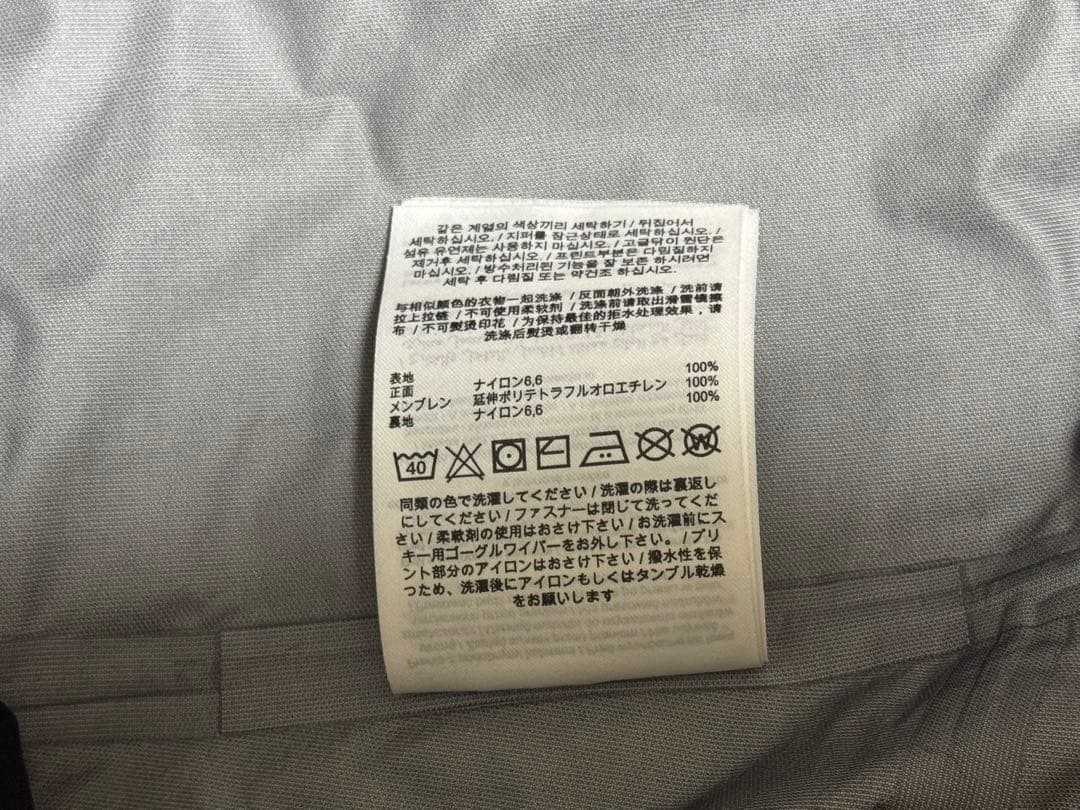 같은 계열의 색상끼리 세탁하기 / 뒤집어서
세탁하십시오. / 지퍼를 잠근상태로 세탁하십시오. /
섬유 유연제는 사용하지 마십시오. / 고글닦이 원단은
제거후 세탁하십시오. / 프린트부분은 다림질하지
마십시오. / 방수처리된 기능을 잘 보존 하시려면
세탁 후 다림질 또는 약건조 하십시오.
与相似颜色的衣物一起洗涤 / 反面朝外洗涤 / 洗前请
拉上拉链 / 不可使用柔软剂 / 洗涤前请取出滑雪镜擦
布 / 不可熨烫印花 / 为保持最佳的拒水处理效果，请
洗涤后熨烫或翻转干燥
表地
正面 ナイロン6,6 100%
メンブレン 延伸ポリテトラフルオロエチレン 100%
裏地 ナイロン6,6 100%
40 W
同類の色で洗濯してください / 洗濯の際は裏返し
にしてください / ファスナーは閉じて洗ってくだ
さい / 柔軟剤の使用はおさけ下さい / お洗濯前にス
キー用ゴーグルワイパーをお外し下さい。 / プリ
ント部分のアイロンはおさけ下さい / 撥水性を保
つため、洗濯後にアイロンもしくはタンブル乾燥
をお願いします